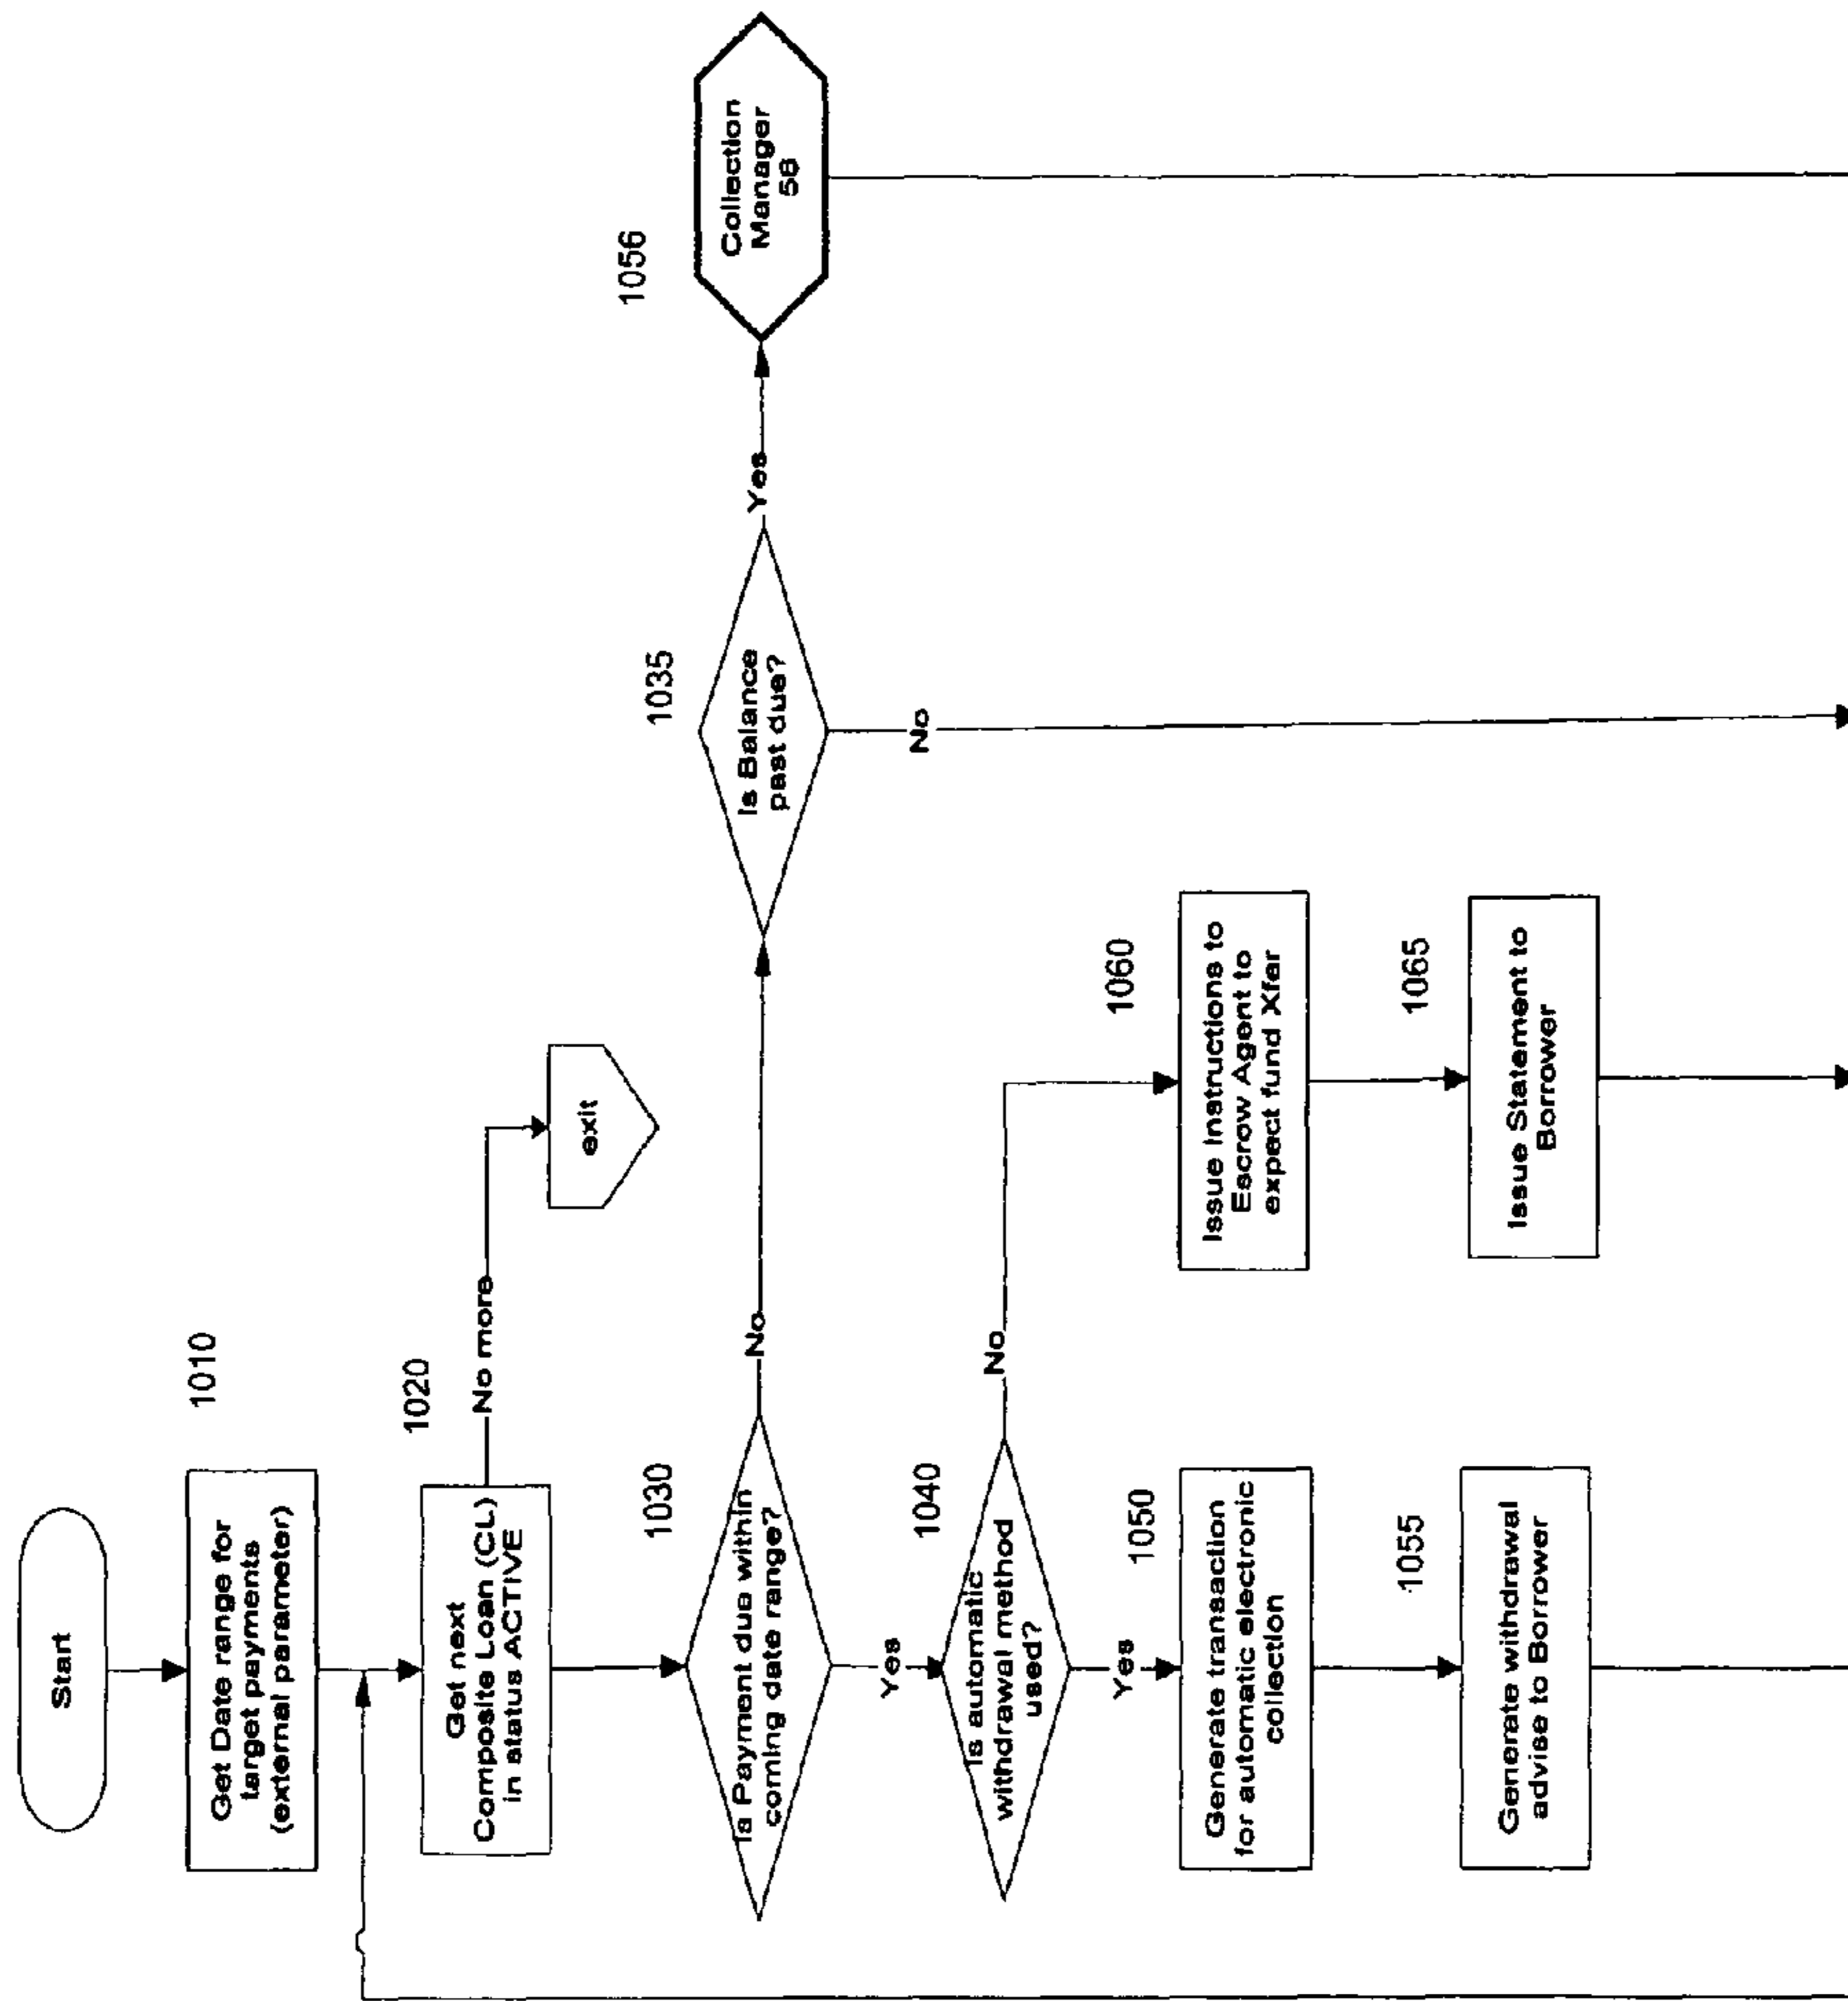 Start
1010
Get Date range for
target payments
(external parameter)
1020
Get next
Composite Loan (CL)
in status ACTIVE
No more
exit
1030
Is Payment due within
coming date range?
No
Yes
1035
Is Balance
past due?
Yes
No
1056
Collection
Manager
58
1040
Is automatic
withdrawal method
used?
No
Yes
1050
Generate transaction
for automatic electronic
collection
1060
Issue Instructions to
Escrow Agent to
expect fund Xfer
1055
Generate withdrawal
advise to Borrower
1065
Issue Statement to
Borrower